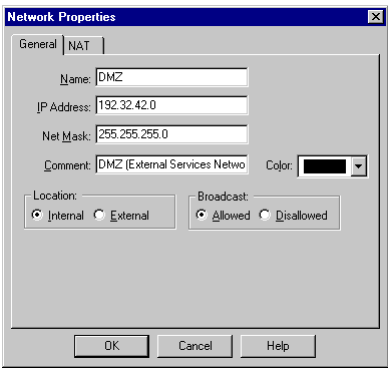 Network Properties
General NAT
Name: DMZ
IP Address: 192.32.42.0
Net Mask: 255.255.255.0
Comment: DMZ (External Services Netwo Color:
Location: Broadcast:
Internal External Allowed Disallowed
OK Cancel Help